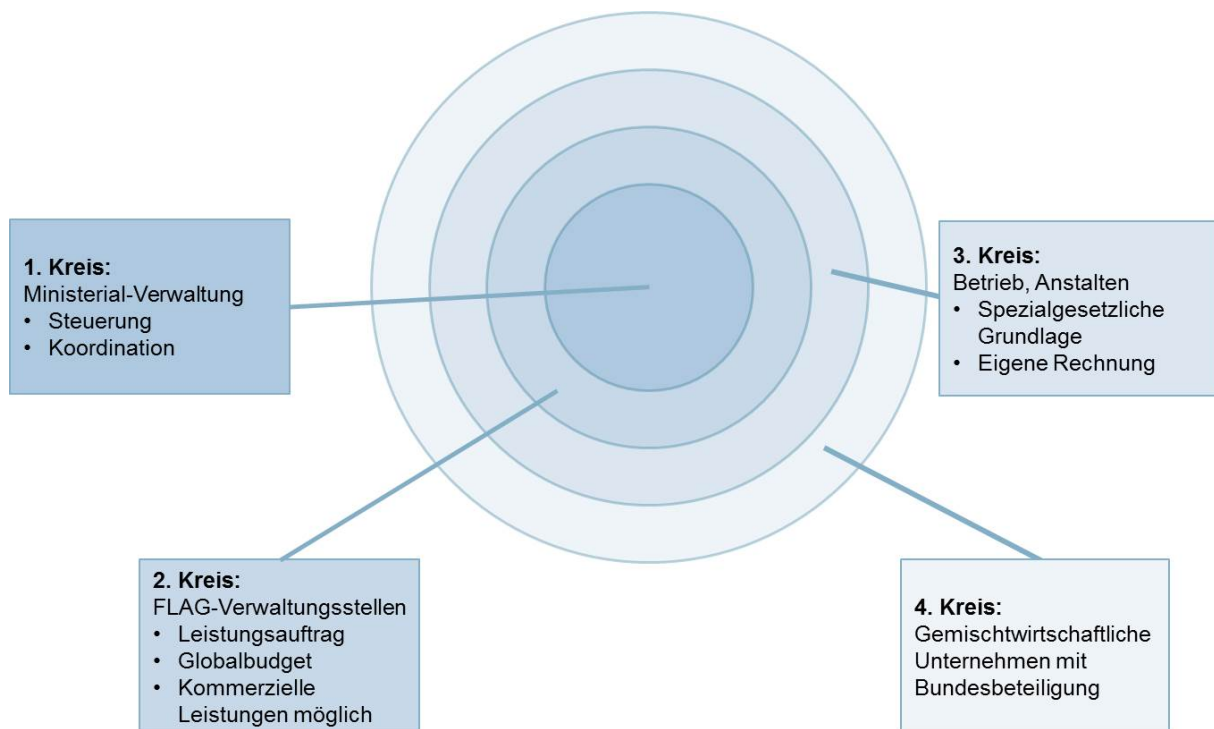 1. Kreis:
Ministerial-Verwaltung
• Steuerung
• Koordination
2. Kreis:
FLAG-Verwaltungsstellen
• Leistungsauftrag
• Globalbudget
• Kommerzielle
Leistungen möglich
3. Kreis:
Betrieb, Anstalten
• Spezialgesetzliche
Grundlage
• Eigene Rechnung
4. Kreis:
Gemischtwirtschaftliche
Unternehmen mit
Bundesbeteiligung